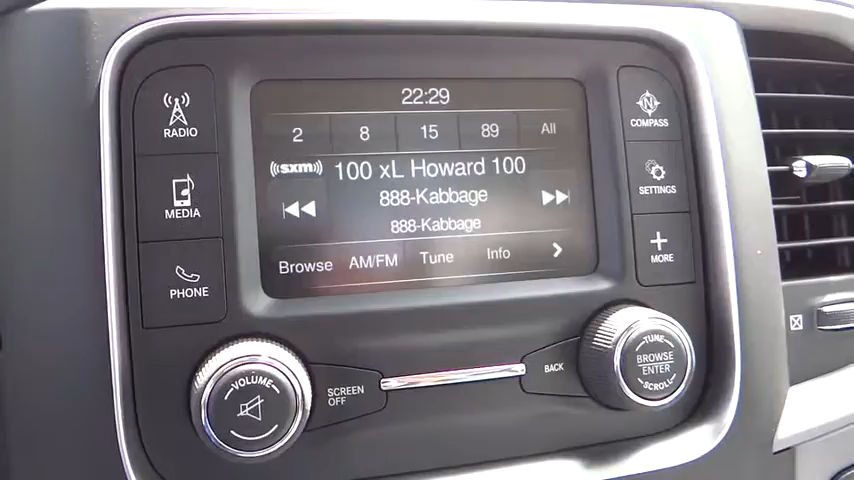 22:29
2 8 15 89 All
sxm 100 xL Howard 100
888-Kabbage
888-Kabbage
Browse AM/FM Tune Info
RADIO
MEDIA
PHONE
N
COMPASS
SETTINGS
MORE
VOLUME
SCREEN
OFF
BACK
TUNE
BROWSE
ENTER
SCROLL